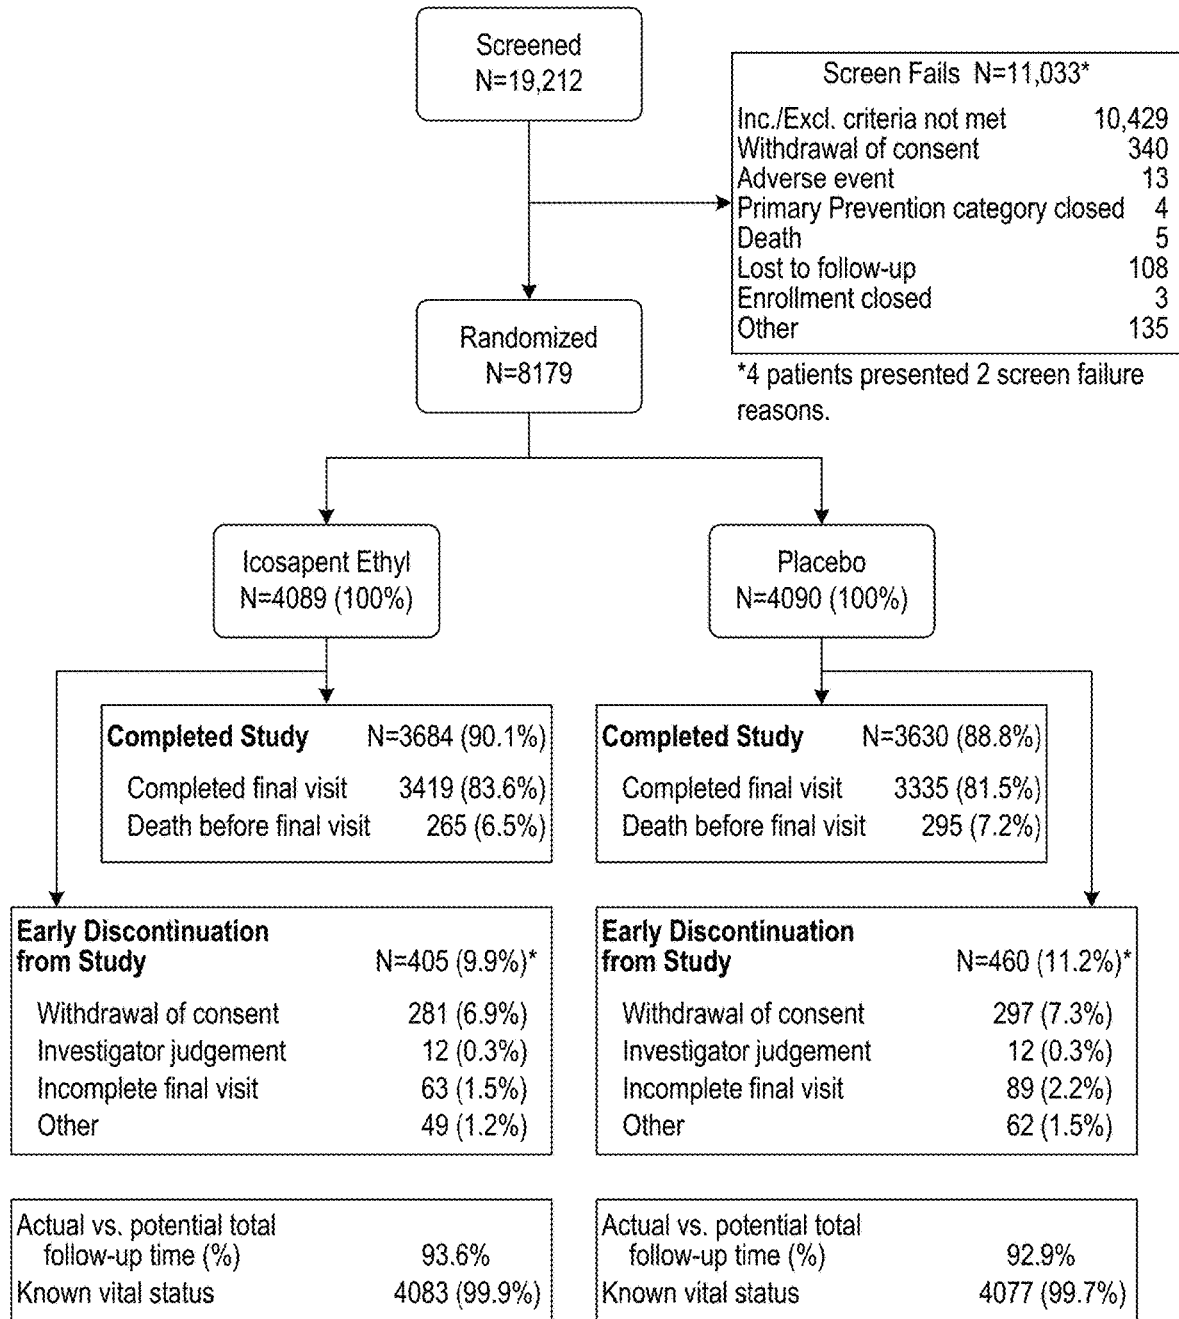 Screened
N=19,212
Screen Fails N=11,033*
Inc./Excl. criteria not met 10,429
Withdrawal of consent 340
Adverse event 13
Primary Prevention category closed 4
Death 5
Lost to follow-up 108
Enrollment closed 3
Other 135
*4 patients presented 2 screen failure
reasons.
Randomized
N=8179
Icosapent Ethyl
N=4089 (100%)
Placebo
N=4090 (100%)
Completed Study N=3684 (90.1%)
Completed final visit 3419 (83.6%)
Death before final visit 265 (6.5%)
Completed Study N=3630 (88.8%)
Completed final visit 3335 (81.5%)
Death before final visit 295 (7.2%)
Early Discontinuation
from Study N=405 (9.9%)*
Withdrawal of consent 281 (6.9%)
Investigator judgement 12 (0.3%)
Incomplete final visit 63 (1.5%)
Other 49 (1.2%)
Early Discontinuation
from Study N=460 (11.2%)*
Withdrawal of consent 297 (7.3%)
Investigator judgement 12 (0.3%)
Incomplete final visit 89 (2.2%)
Other 62 (1.5%)
Actual vs. potential total
follow-up time (%) 93.6%
Known vital status 4083 (99.9%)
Actual vs. potential total
follow-up time (%) 92.9%
Known vital status 4077 (99.7%)